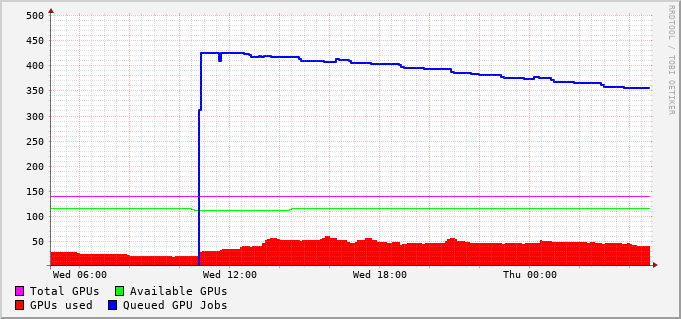 500
450
400
350
300
250
200
150
100
50
Wed 06:00 Wed 12:00 Wed 18:00 Thu 00:00
Total GPUs Available GPUs
GPUs used Queued GPU Jobs
RRDTOOL / TOBI OETIKER